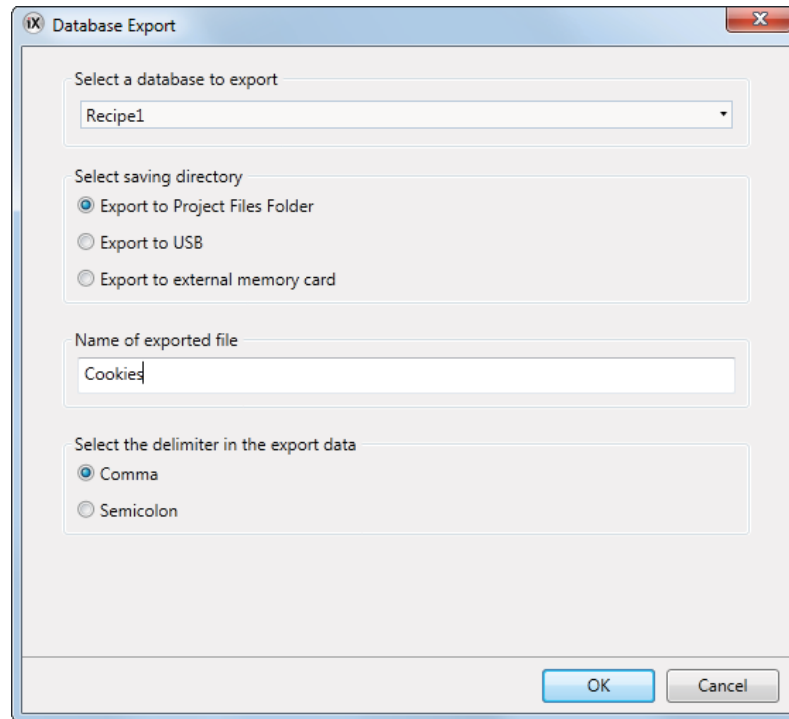 iX Database Export
Select a database to export
Recipe1
Select saving directory
Export to Project Files Folder
Export to USB
Export to external memory card
Name of exported file
Cookies
Select the delimiter in the export data
Comma
Semicolon
OK Cancel